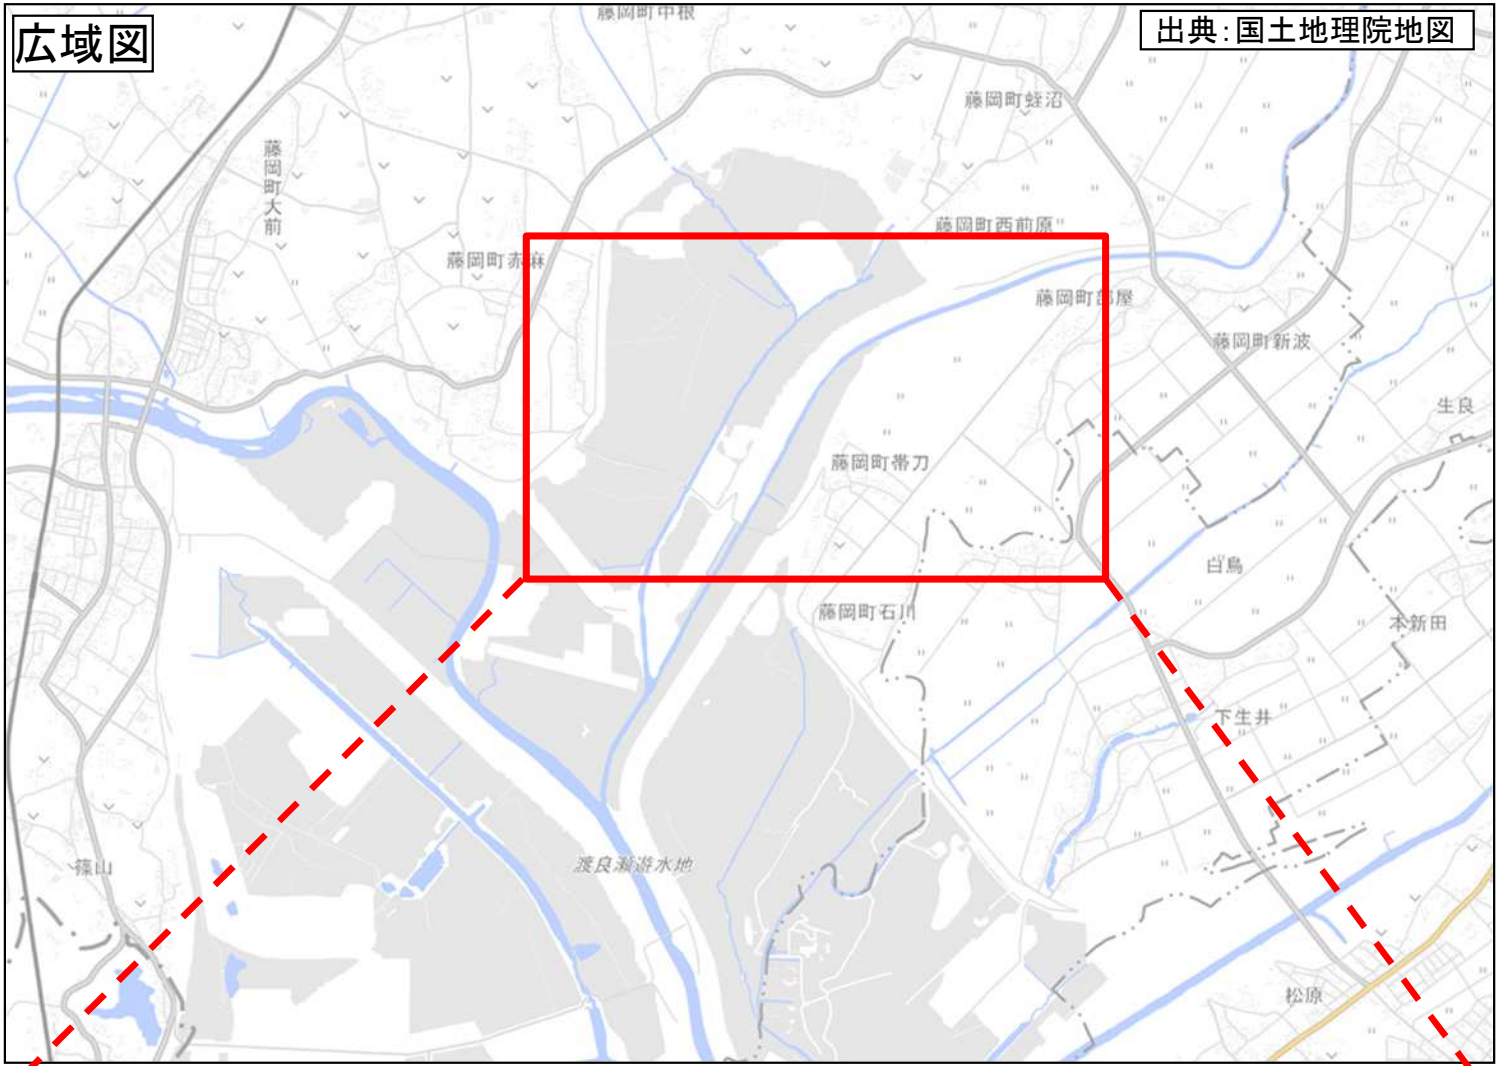 広域図
出典：国土地理院地図
藤岡町中根
藤岡町蛭沼
藤岡町大前
藤岡町西前原
藤岡町赤麻
藤岡町部屋
藤岡町新波
生良
藤岡町帯刀
白鳥
藤岡町石川
本新田
下生井
渡良瀬遊水地
篠山
松原